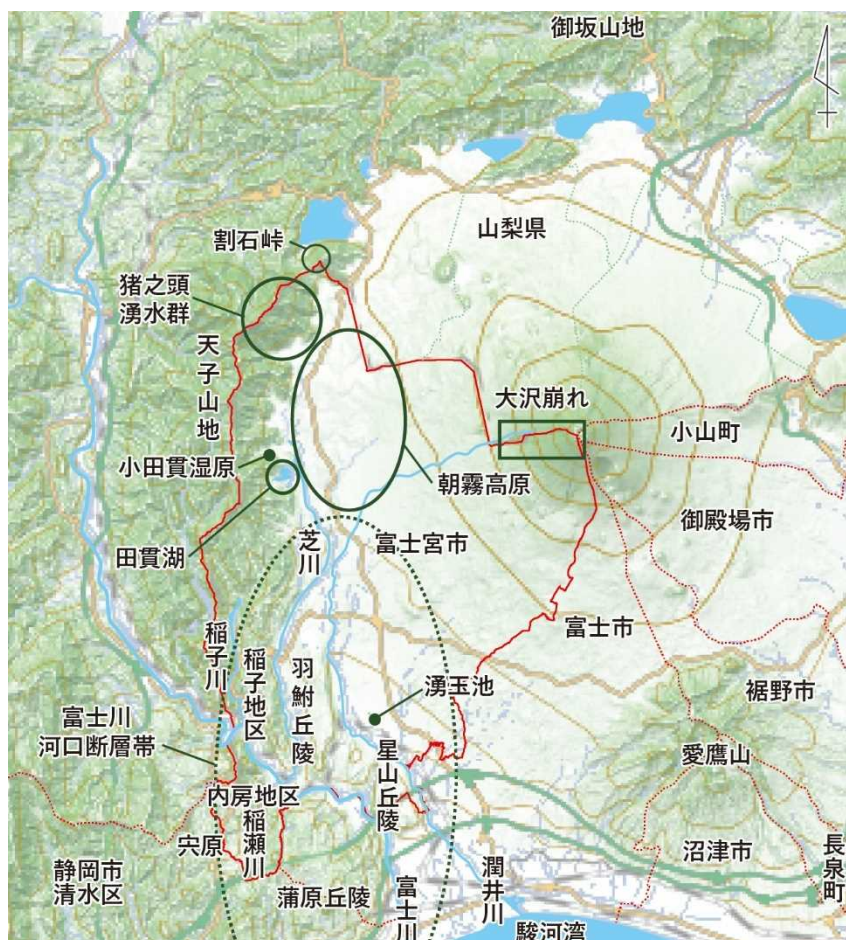 御坂山地
山梨県
割石峠
猪之頭
湧水群
天子山地
大沢崩れ
小山町
小田貫湿原
朝霧高原
御殿場市
田貫湖
芝川
富士宮市
稲子川
稲子地区
羽鮒丘陵
富士市
湧玉池
裾野市
富士川
河口断層帯
星山丘陵
愛鷹山
内房地区
稲瀬川
宍原
沼津市
長泉町
静岡市
清水区
蒲原丘陵
富士川
潤井川
駿河湾